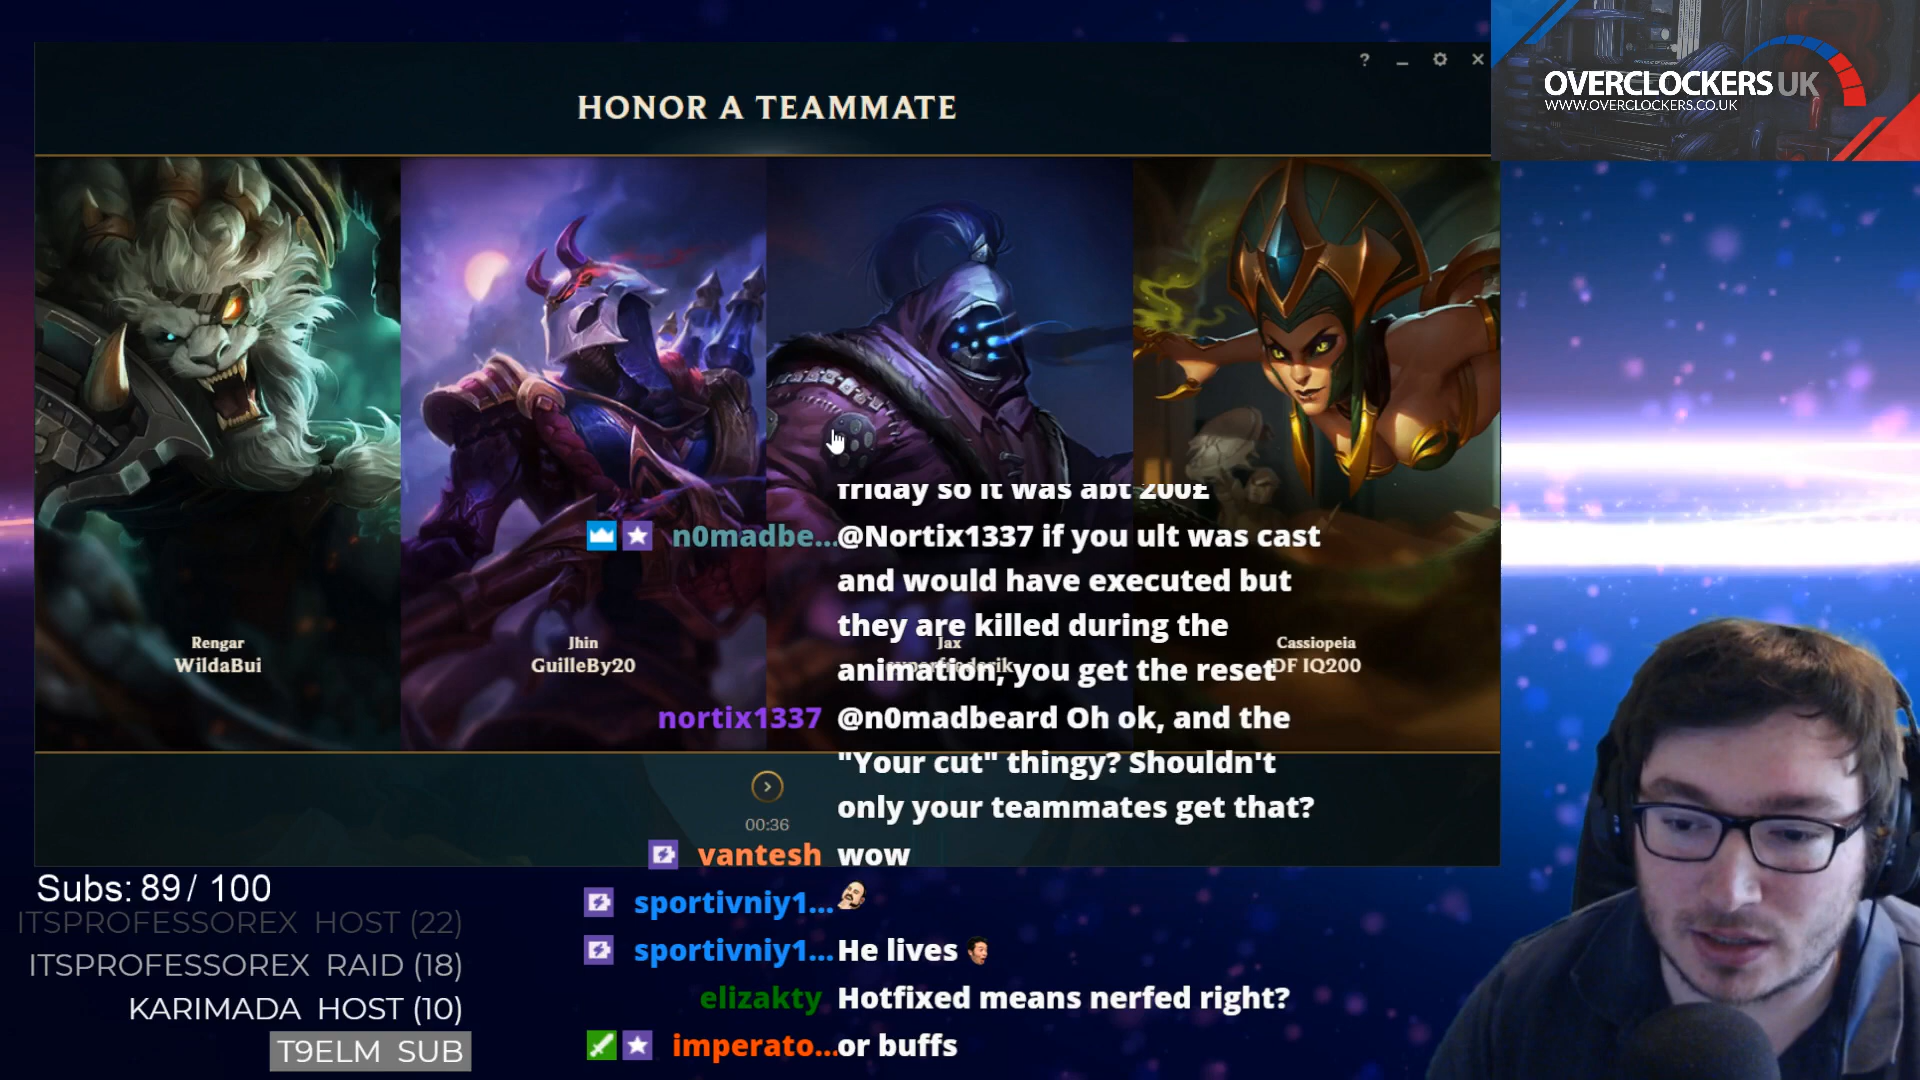 ?
HONOR A TEAMMATE
OVERCLOCKERS UK
WWW.OVERCLOCKERS.CO.UK
friday so it was abt 200£
n0madbe... @Nortix1337 if you ult was cast
and would have executed but
they are killed during the
animation, you get the reset
Rengar
WildaBui
Jhin
GuilleBy20
Jax
Cassiopeia
DF IQ200
nortix1337 @n0madbeard Oh ok, and the
"Your cut" thingy? Shouldn't
only your teammates get that?
00:36
vantesh wow
sportivniy1...
sportivniy1... He lives
elizakty Hotfixed means nerfed right?
imperato... or buffs
Subs: 89 / 100
ITSPROFESSOREX HOST (22)
ITSPROFESSOREX RAID (18)
KARIMADA HOST (10)
T9ELM SUB